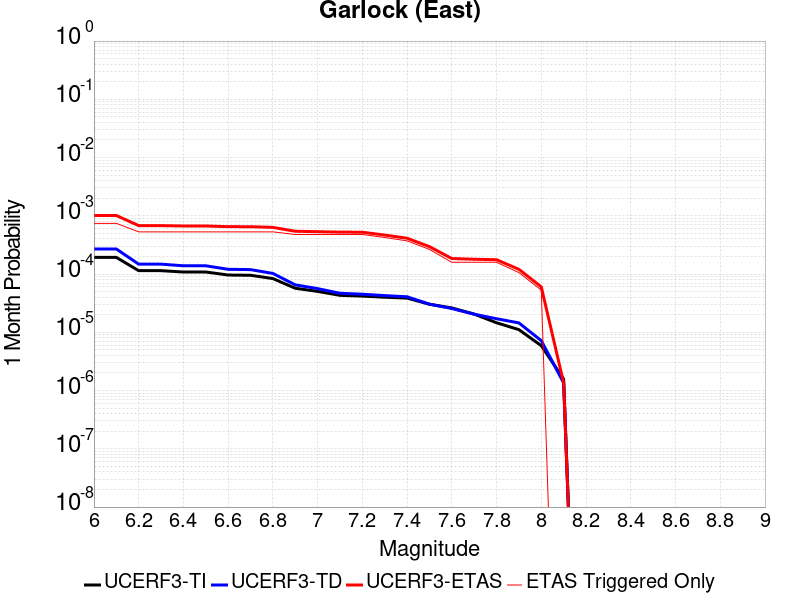 Garlock (East)
10^0
10^-1
10^-2
10^-3
10^-4
10^-5
10^-6
10^-7
10^-8
1 Month Probability
6 6.2 6.4 6.6 6.8 7 7.2 7.4 7.6 7.8 8 8.2 8.4 8.6 8.8 9
Magnitude
UCERF3-TI UCERF3-TD UCERF3-ETAS ETAS Triggered Only